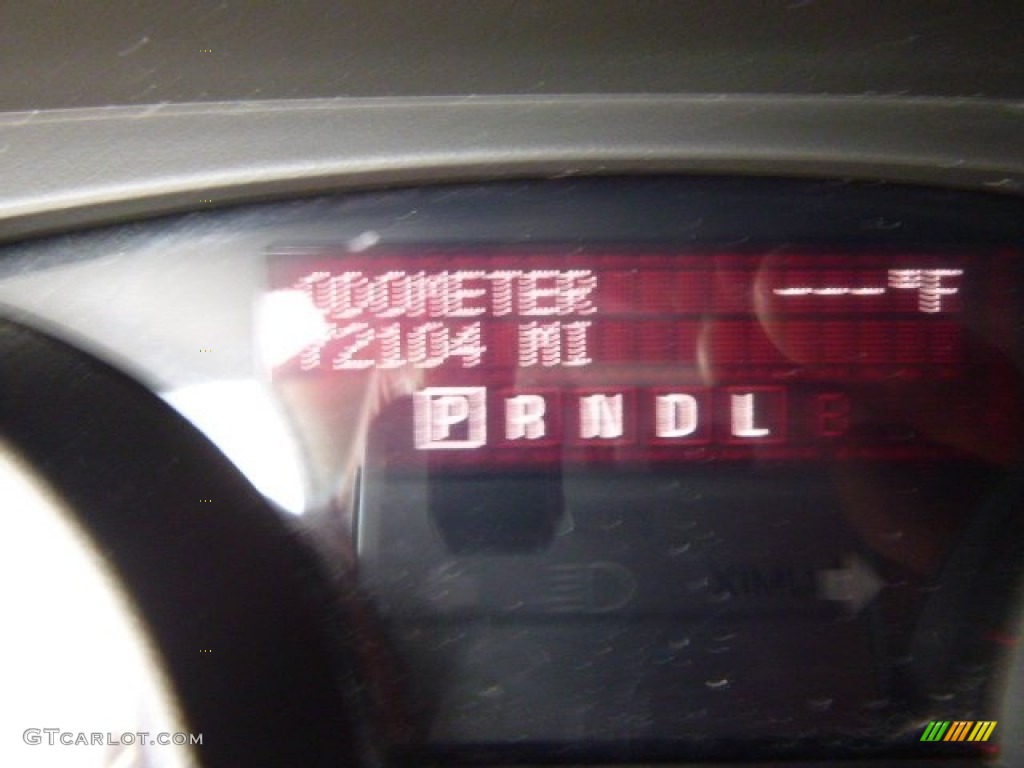 ODOMETER ---°F
72104 MI
P R N D L B
GTCARLOT.COM